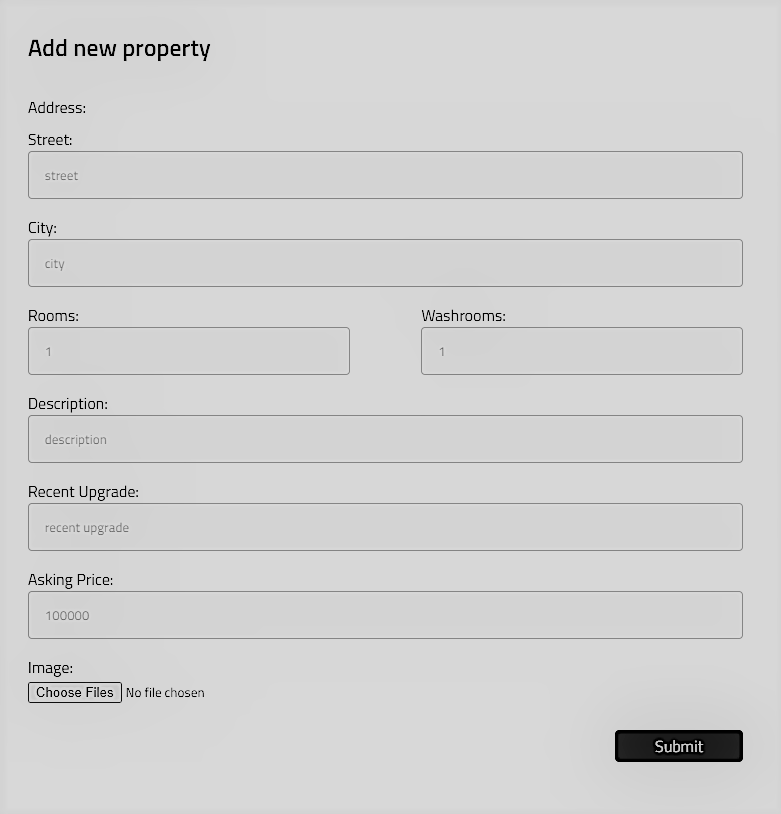 Add new property
Address:
Street:
street
City:
city
Rooms: Washrooms:
1 1
Description:
description
Recent Upgrade:
recent upgrade
Asking Price:
100000
Image:
Choose Files No file chosen
Submit